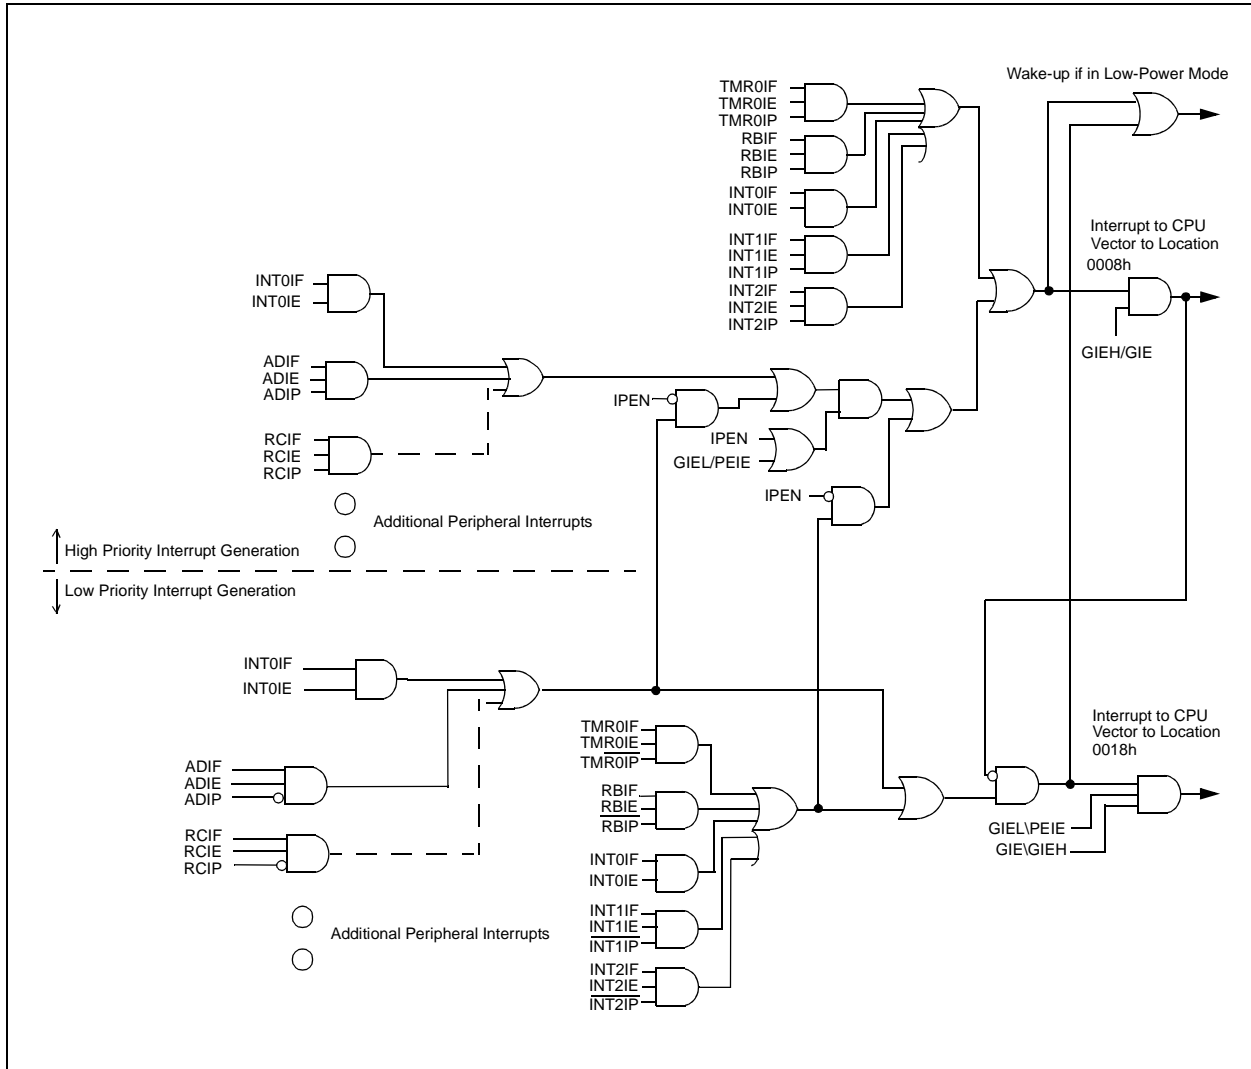 Wake-up if in Low-Power Mode
TMR0IF
TMR0IE
TMR0IP
RBIF
RBIE
RBIP
INT0IF
INT0IE
INT1IF
INT1IE
INT1IP
INT2IF
INT2IE
INT2IP
Interrupt to CPU
Vector to Location
0008h
GIEH/GIE
INT0IF
INT0IE
ADIF
ADIE
ADIP
RCIF
RCIE
RCIP
IPEN
IPEN
GIEL/PEIE
IPEN
Additional Peripheral Interrupts
High Priority Interrupt Generation
Low Priority Interrupt Generation
INT0IF
INT0IE
ADIF
ADIE
ADIP
RCIF
RCIE
RCIP
Additional Peripheral Interrupts
TMR0IF
TMR0IE
TMR0IP
RBIF
RBIE
RBIP
INT0IF
INT0IE
INT1IF
INT1IE
INT1IP
INT2IF
INT2IE
INT2IP
Interrupt to CPU
Vector to Location
0018h
GIEL\PEIE
GIE\GIEH